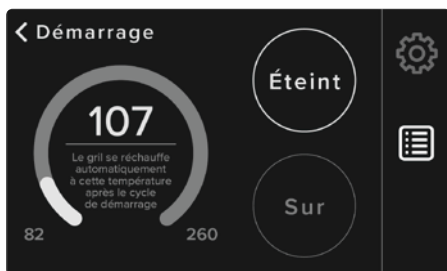 Démarrage
107
Le gril se réchauffe
automatiquement
à cette température
après le cycle
de démarrage
82
260
Éteint
Sur